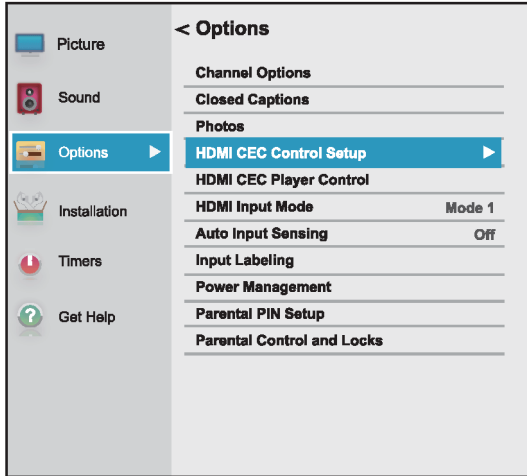 Picture
Sound
Options
Installation
Timers
Get Help
< Options
Channel Options
Closed Captions
Photos
HDMI CEC Control Setup
HDMI CEC Player Control
HDMI Input Mode Mode 1
Auto Input Sensing Off
Input Labeling
Power Management
Parental PIN Setup
Parental Control and Locks